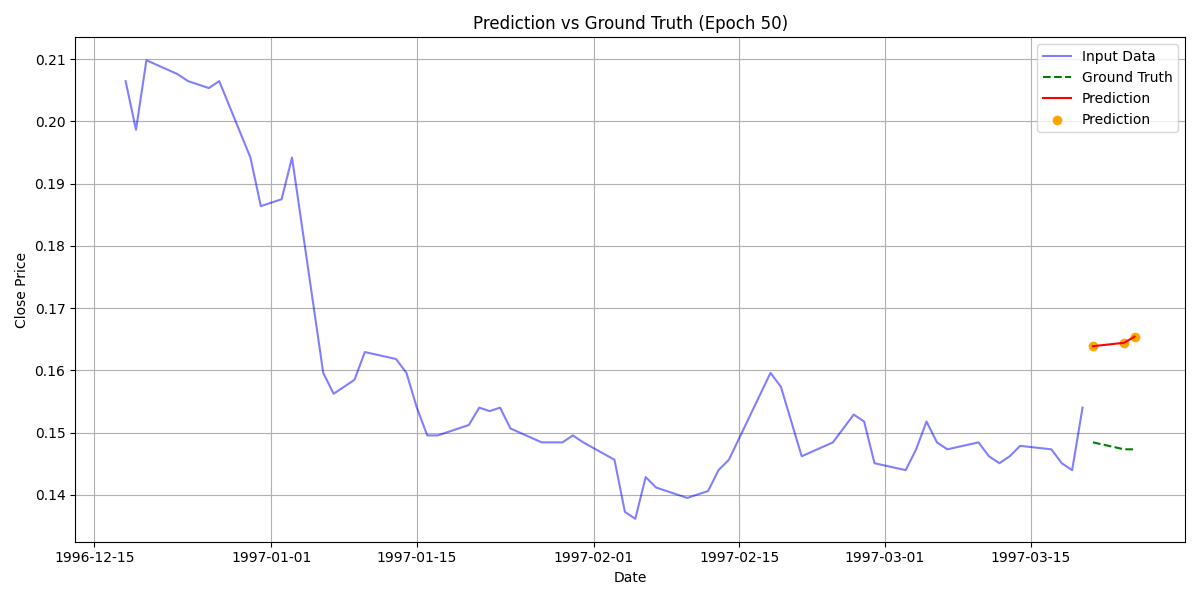 Prediction vs Ground Truth (Epoch 50)
Input Data
Ground Truth
Prediction
Prediction
Close Price
0.21
0.20
0.19
0.18
0.17
0.16
0.15
0.14
1996-12-15
1997-01-01
1997-01-15
1997-02-01
1997-02-15
1997-03-01
1997-03-15
Date